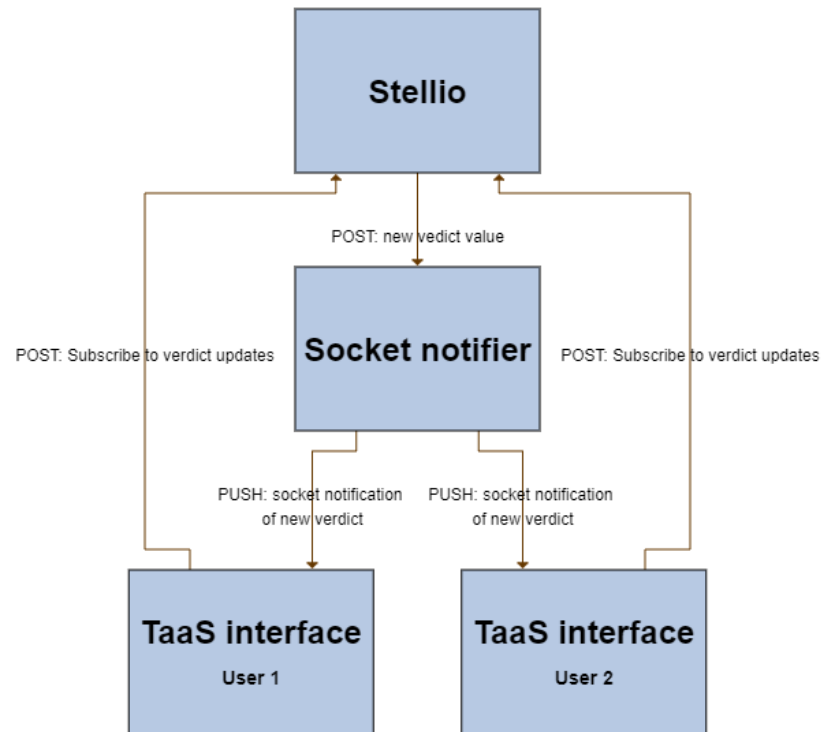 Stellio
POST: new vedict value
Socket notifier
POST: Subscribe to verdict updates
POST: Subscribe to verdict updates
PUSH: socket notification
of new verdict
PUSH: socket notification
of new verdict
TaaS interface
User 1
TaaS interface
User 2